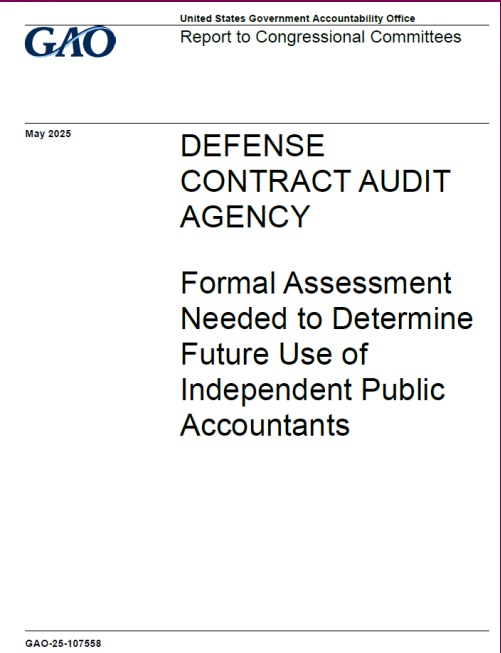 United States Government Accountability Office
GAO
Report to Congressional Committees
May 2025
DEFENSE
CONTRACT AUDIT
AGENCY
Formal Assessment
Needed to Determine
Future Use of
Independent Public
Accountants
GAO-25-107558